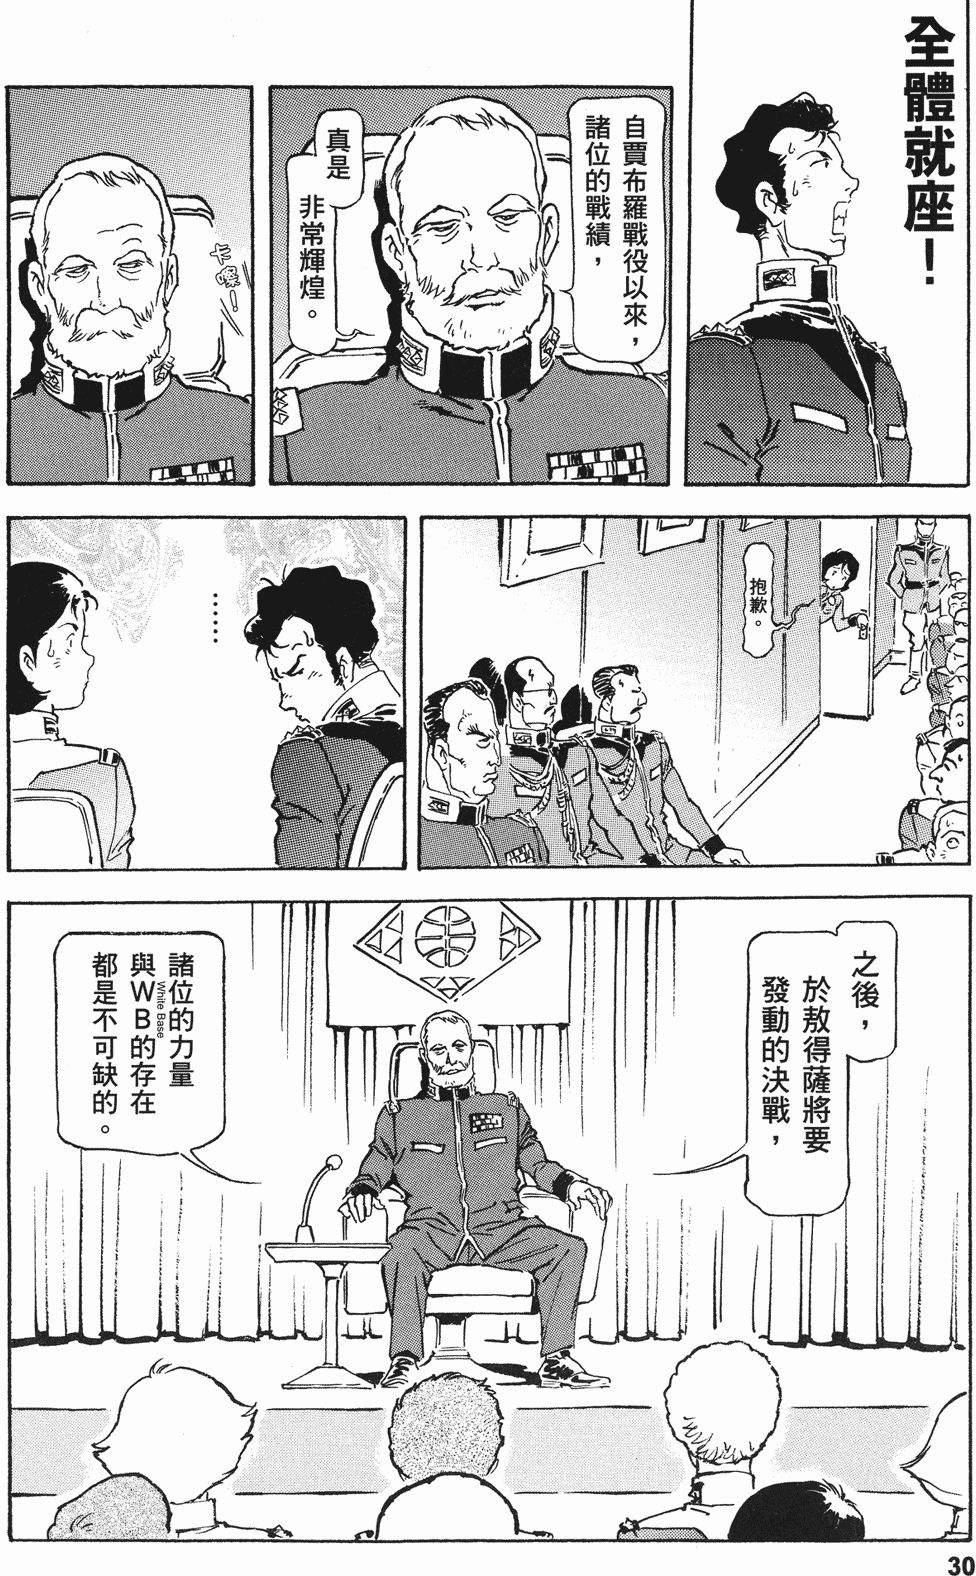 全體就座！
自賈布羅戰役以來，
諸位的戰績，
真是
非常輝煌。
卡嚓！
抱歉。
⋯⋯
之後，
於敖得薩將要
發動的決戰，
諸位的力量
與WB的存在
White Base
都是不可缺的。
30